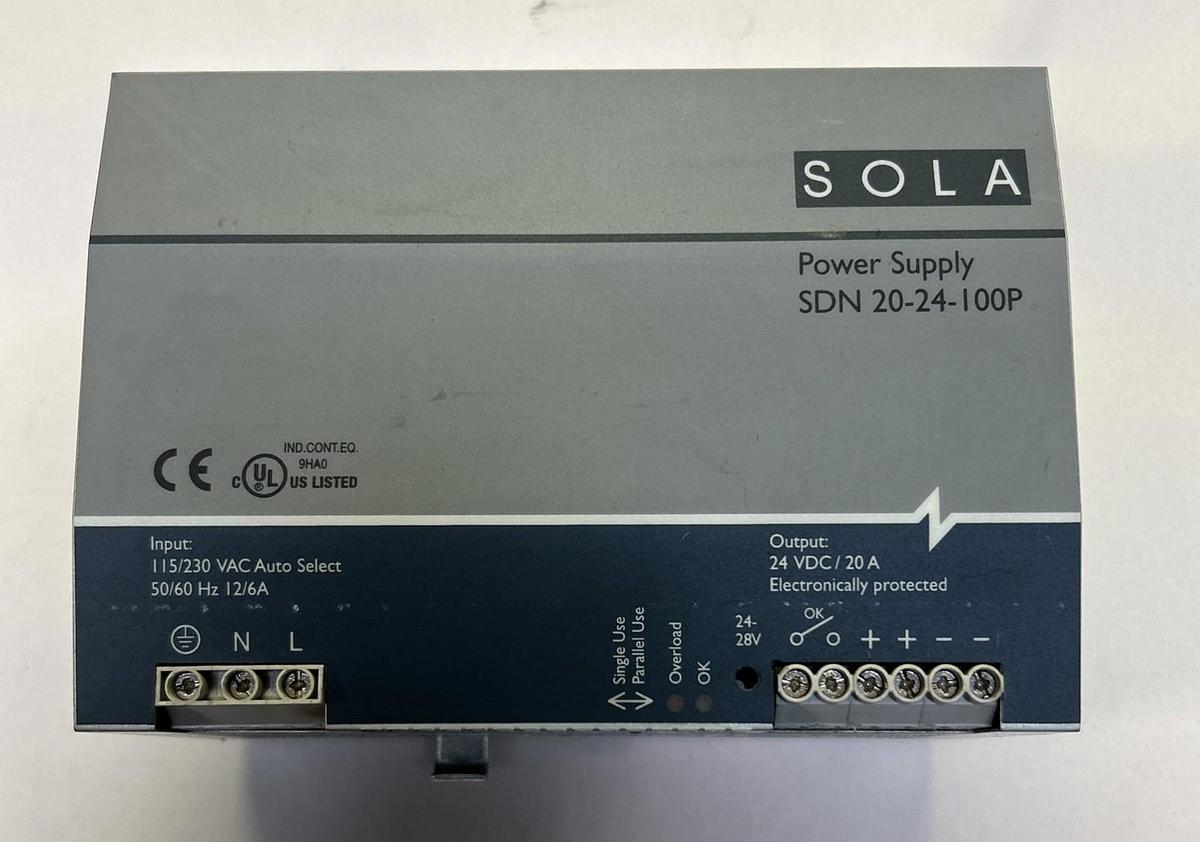 SOLA
Power Supply
SDN 20-24-100P
CE
IND.CONT.EQ.
9HA0
C UL ® US LISTED
Input:
115/230 VAC Auto Select
50/60 Hz 12/6A
N L
Single Use
Parallel Use
Overload
OK
24-
28V
Output:
24 VDC / 20 A
Electronically protected
OK
+ + − −